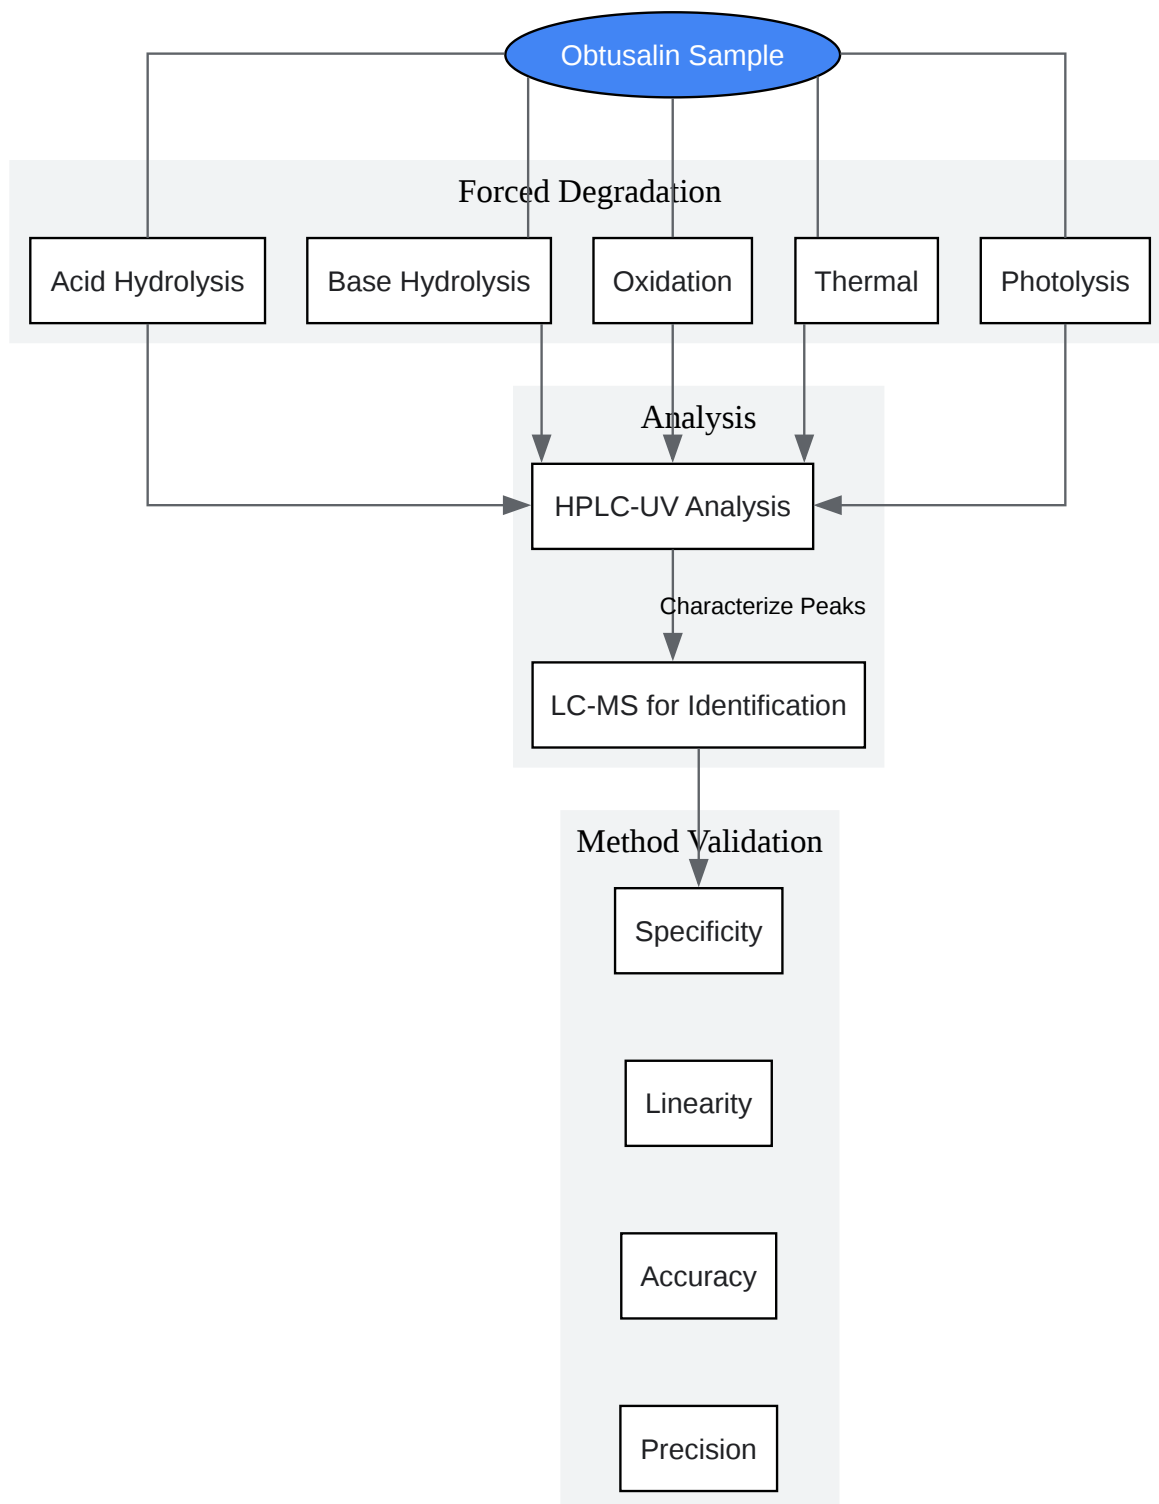 Obtusalin Sample
Forced Degradation
Acid Hydrolysis
Base Hydrolysis
Oxidation
Thermal
Photolysis
Analysis
HPLC-UV Analysis
Characterize Peaks
LC-MS for Identification
Method Validation
Specificity
Linearity
Accuracy
Precision